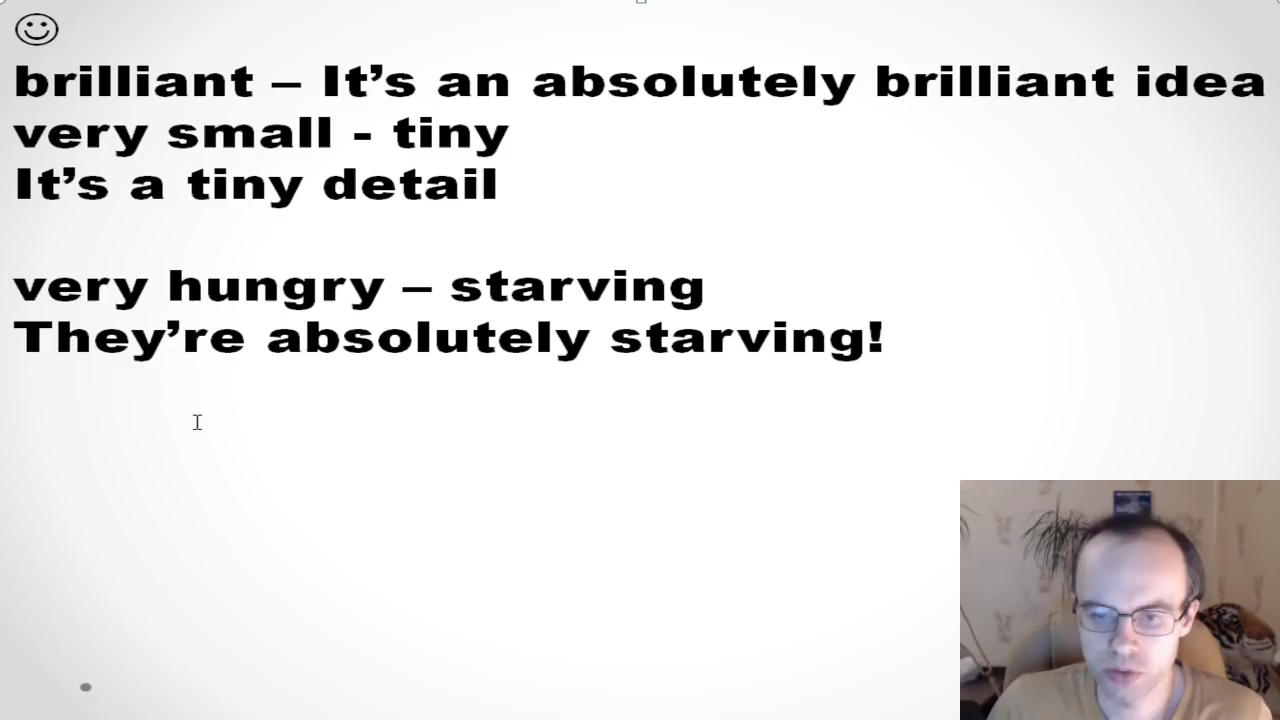 brilliant – It’s an absolutely brilliant idea
very small - tiny
It’s a tiny detail
very hungry – starving
They’re absolutely starving!